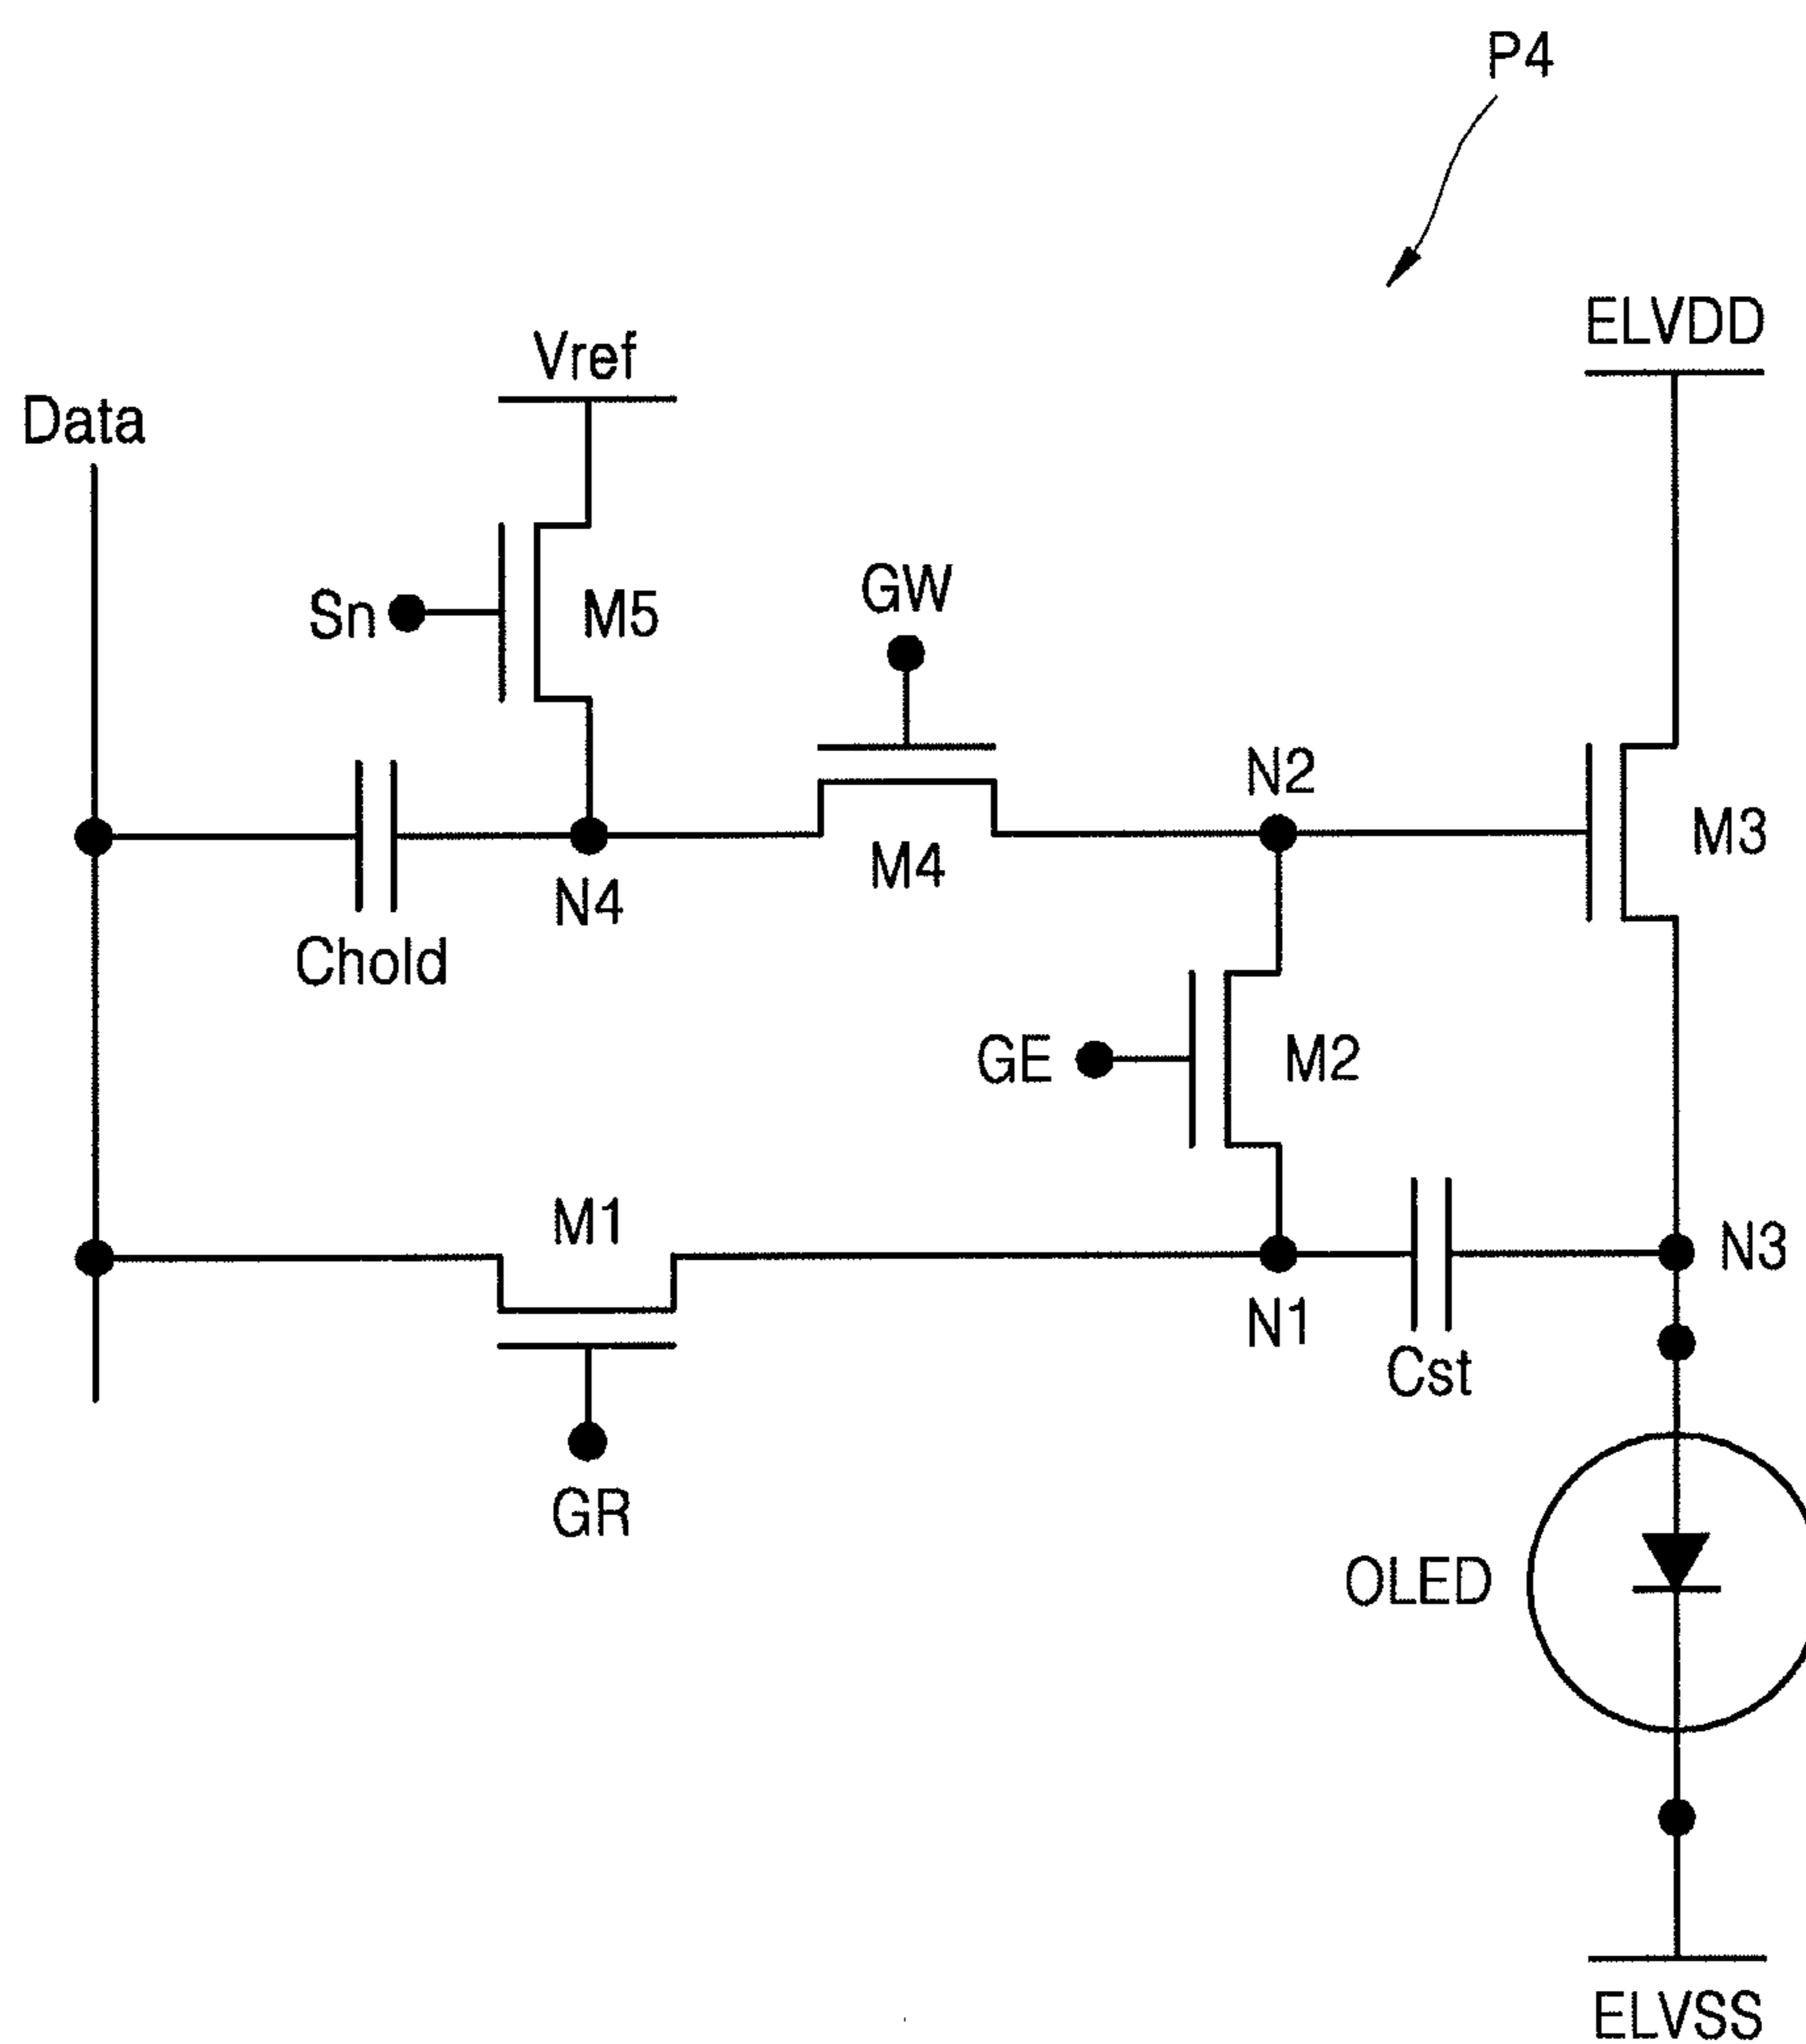 P4
ELVDD
Vref
Data
GW
Sn
M5
N2
M3
M4
N4
Chold
GE
M2
M1
N3
N1
Cst
GR
OLED
ELVSS